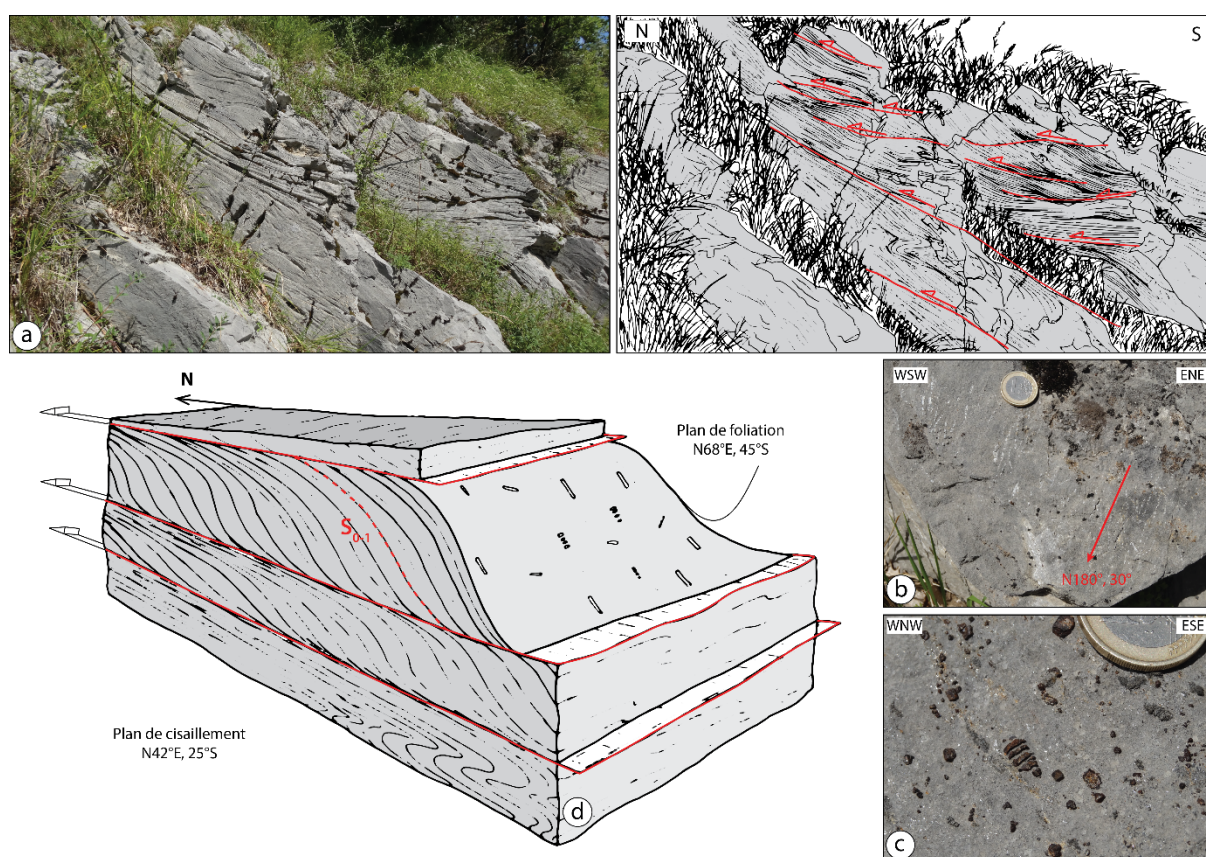 a
N
S
WSW
ENE
N180°, 30°
b
WNW
ESE
c
N
Plan de foliation
N68°E, 45°S
S0-1
Plan de cisaillement
N42°E, 25°S
d